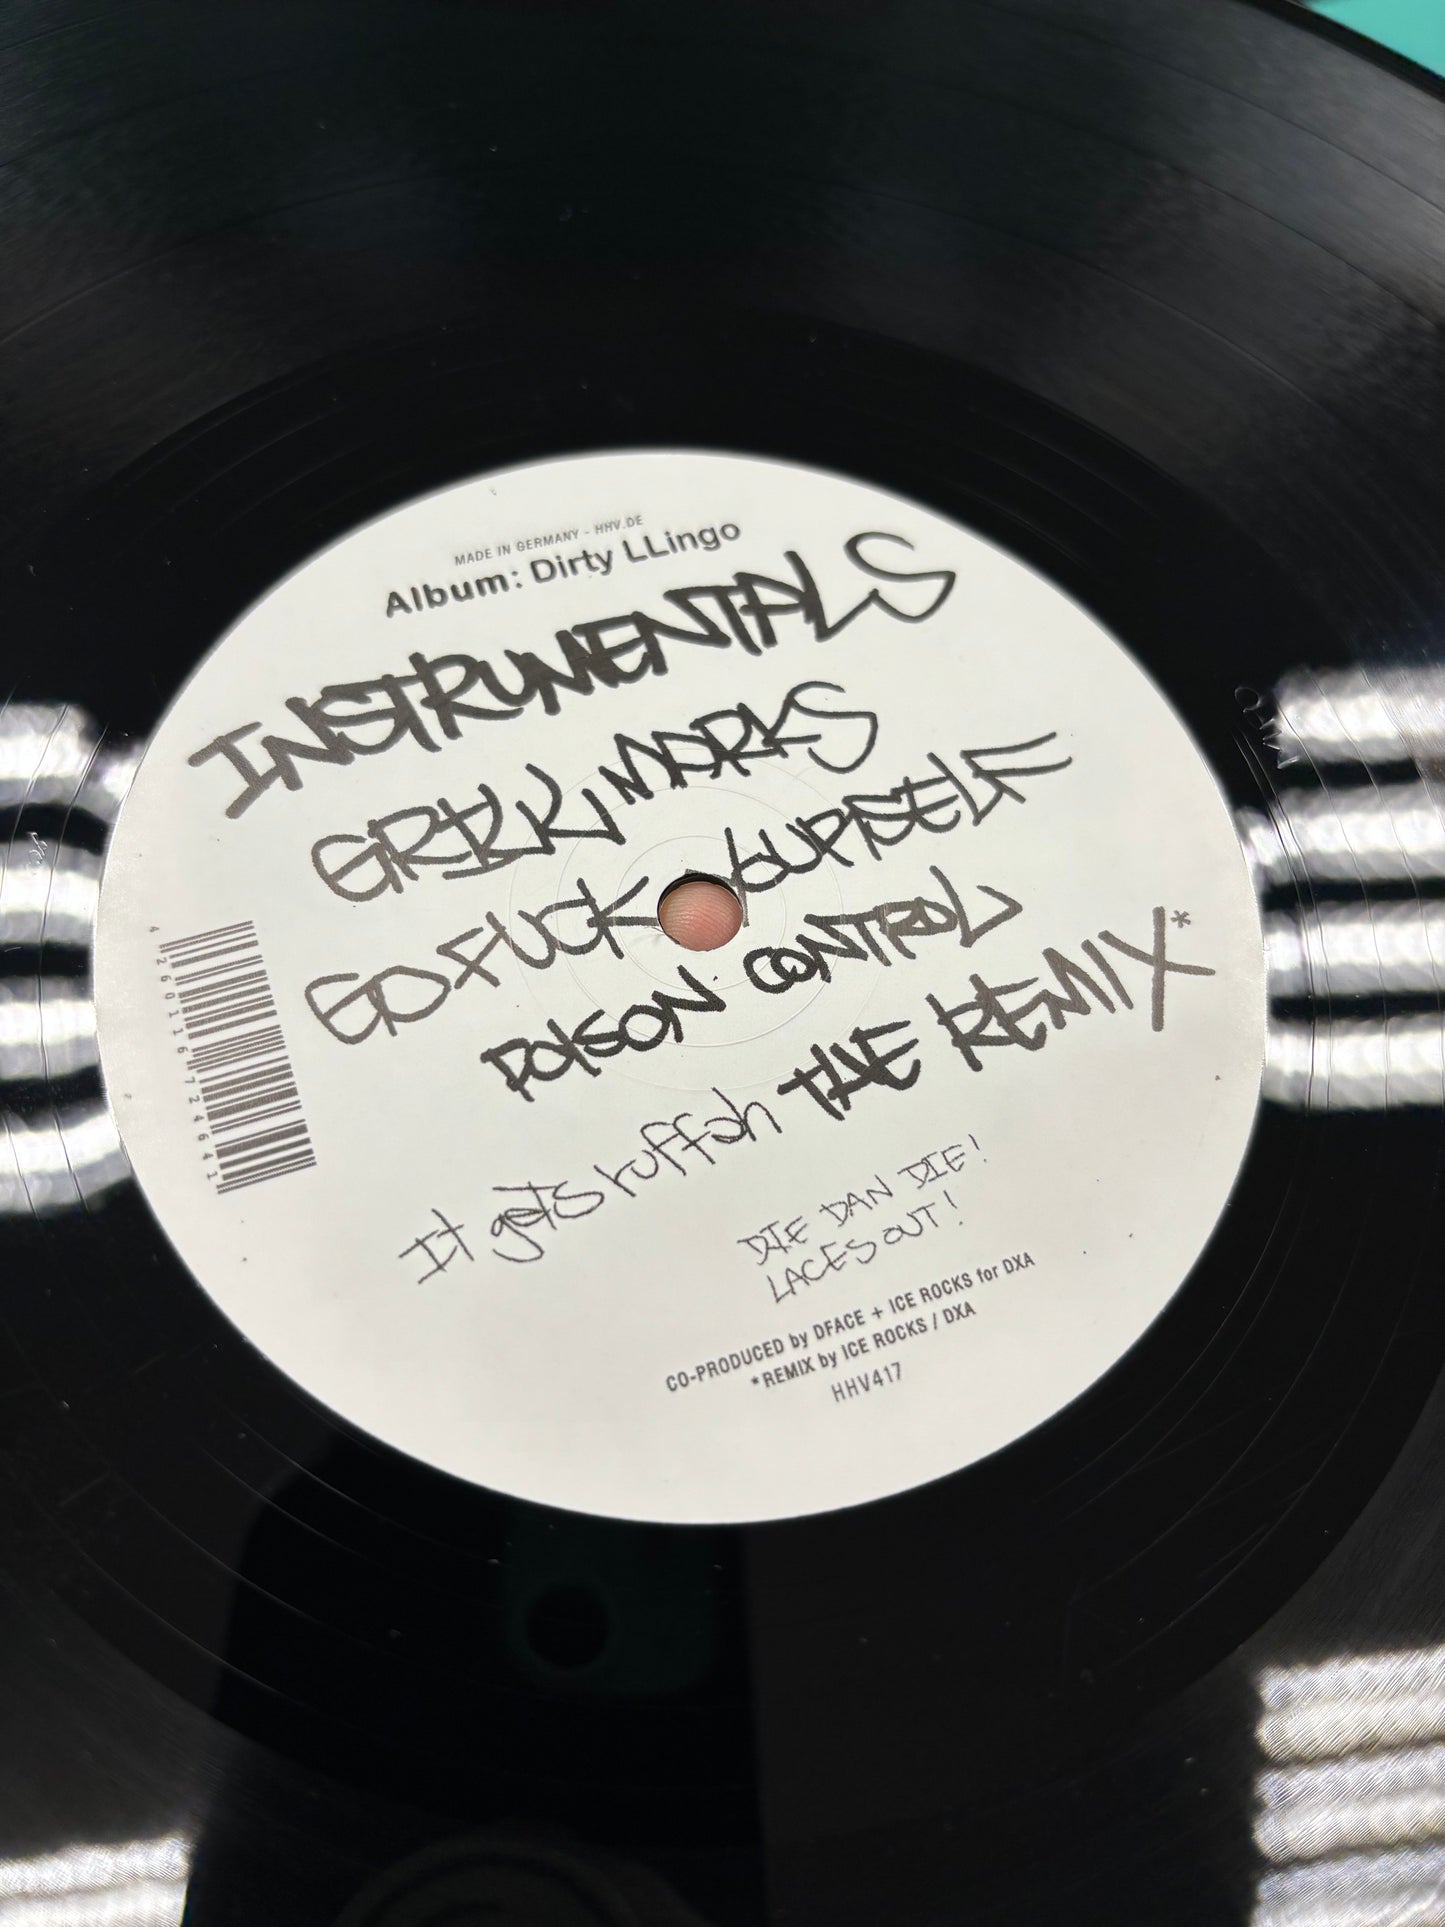 MADE IN GERMANY - HHV.DE
Album: Dirty LLingo
INSTRUMENTALS
MARKS
GO FUCK YOURSELF
POISON CONTROL
It gets ruffah THE REMIX*
DIE DAN DIE!
LACES OUT!
CO-PRODUCED by DFACE + ICE ROCKS for DXA
*REMIX by ICE ROCKS / DXA
HHV417
4260116724641